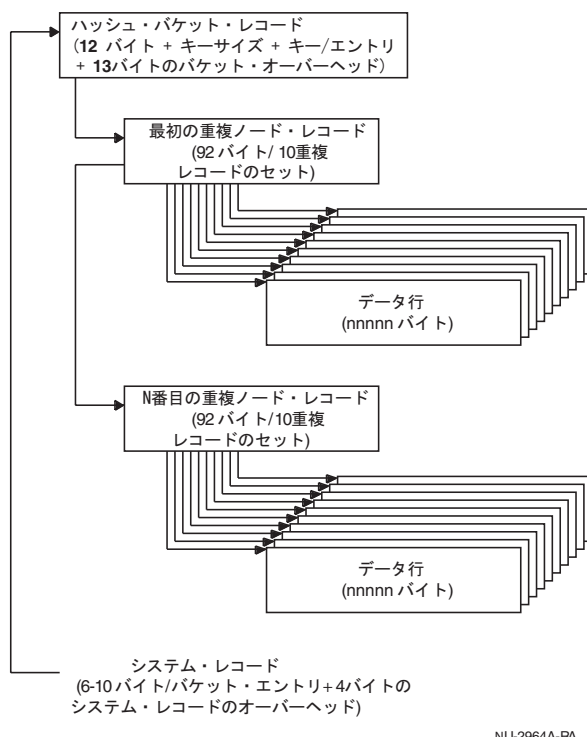 ハッシュ・バケット・レコード
(12 バイト + キーサイズ + キー/エントリ
+ 13バイトのバケット・オーバーヘッド)
最初の重複ノード・レコード
(92 バイト/ 10重複
レコードのセット)
データ行
(nnnnn バイト)
N番目の重複ノード・レコード
(92 バイト/10重複
レコードのセット)
データ行
(nnnnn バイト)
システム・レコード
(6-10 バイト/バケット・エントリ+ 4バイトの
システム・レコードのオーバーヘッド)
NU-2964A-RA